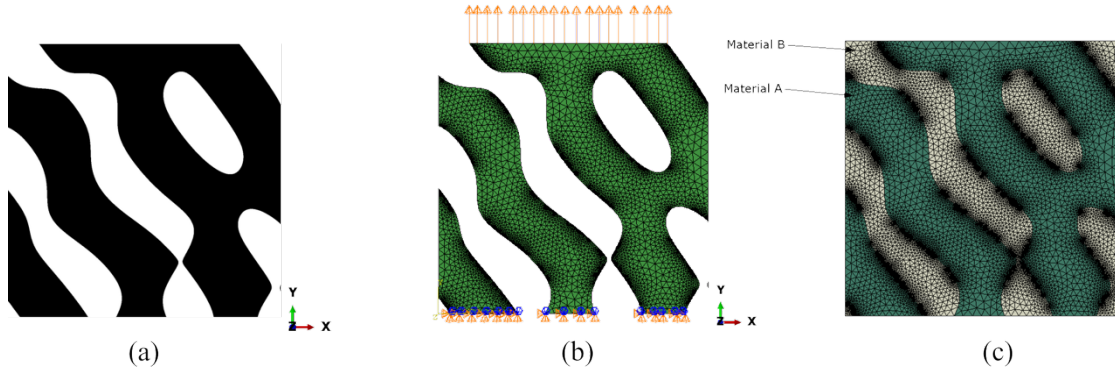 Material B
Material A
Y
Z X
Y
Z X
(a)
(b)
(c)